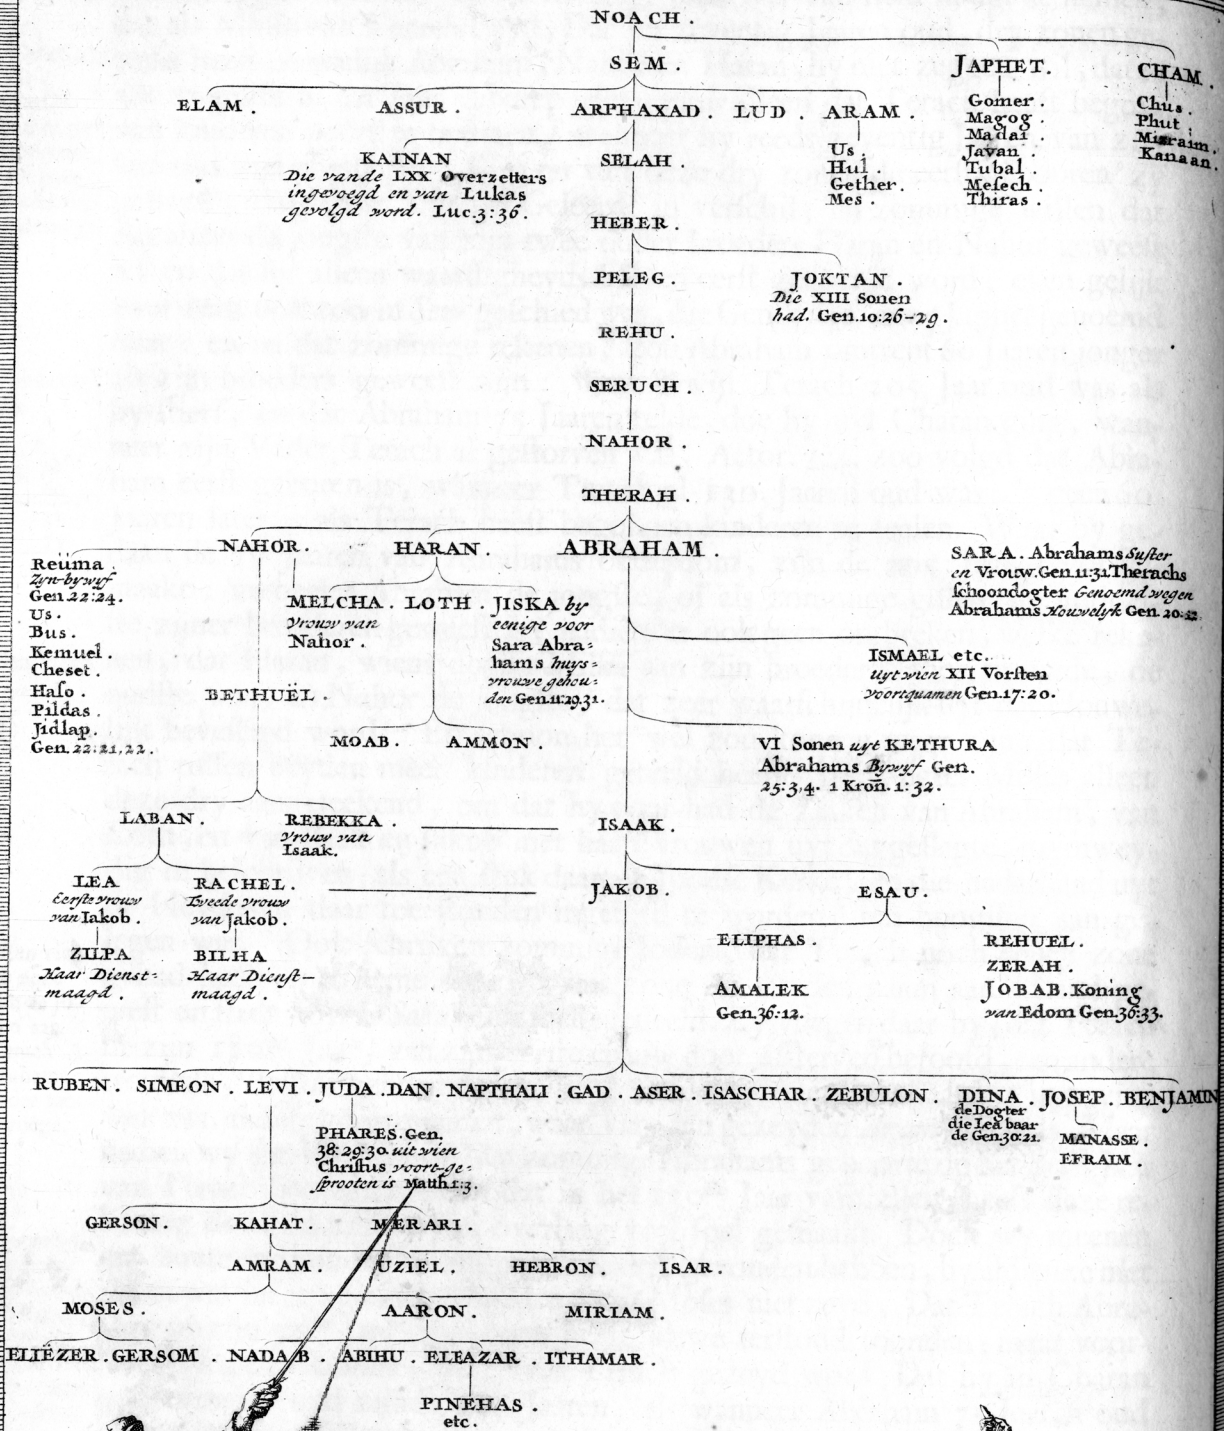 NOACH.
SEM.
JAPHET.
CHAM.
Gomer.
Magog.
Madai.
Javan.
Tubal.
Mesech.
Thiras.
Chus.
Phut.
Misraim.
Kanaan.
ELAM. ASSUR. ARPHAXAD. LUD. ARAM.
Us.
Hul.
Gether.
Mes.
KAINAN
Die vande LXX Overzetters
ingevoegd en van Lukas
gevolgd word. Luc.3:36.
SELAH.
HEBER.
PELEG.
JOKTAN.
Die XIII Sonen
had. Gen.10:26-29.
REHU.
SERUCH.
NAHOR.
THERAH.
NAHOR. HARAN. ABRAHAM.
SARA. Abrahams Suster
en Vrouw. Gen.11:31 Therachs
schoondogter Genoemd wegen
Abrahams Houwelyk Gen. 20:12
Reüma.
Zyn bywyf
Gen 22:24.
Us.
Bus.
Kemuel.
Cheset.
Haso.
Pildas.
Jidlap.
Gen. 22:21,22.
MELCHA. LOTH. JISKA by
Vrouw van
Nahor.
eenige voor
Sara Abra-
hams huys-
vrouwe gehou-
den Gen.11:29.31.
ISMAEL etc.
uyt wien XII Vorsten
voortquamen Gen.17:20.
BETHUËL.
MOAB. AMMON.
VI Sonen uyt KETHURA
Abrahams Bywyf Gen.
25:3,4. 1 Kron. 1:32.
LABAN. REBEKKA. ISAAK.
Vrouw van
Isaak.
LEA
Eerste vrouw
van Iakob.
RACHEL.
Tweede vrouw
van Jakob.
JAKOB.
ESAU.
ZILPA
Haar Dienst-
maagd.
BILHA
Haar Dienst-
maagd.
ELIPHAS.
AMALEK
Gen.36:12.
REHUEL.
ZERAH.
JOBAB. Koning
van Edom Gen.36:33.
RUBEN. SIMEON. LEVI. JUDA. DAN. NAPTHALI. GAD. ASER. ISASCHAR. ZEBULON. DINA. JOSEP. BENJAMIN
de Dogter
die Lea baar
de Gen.30:21.
MANASSE.
EFRAIM.
PHARES. Gen.
38:29:30. uit wien
Christus voort-ge-
sprooten is Matth.1:3.
GERSON. KAHAT. MERARI.
AMRAM. UZIEL. HEBRON. ISAR.
MOSES. AARON. MIRIAM.
ELIËZER. GERSOM. NADAB. ABIHU. ELEAZAR. ITHAMAR.
PINEHAS.
etc.